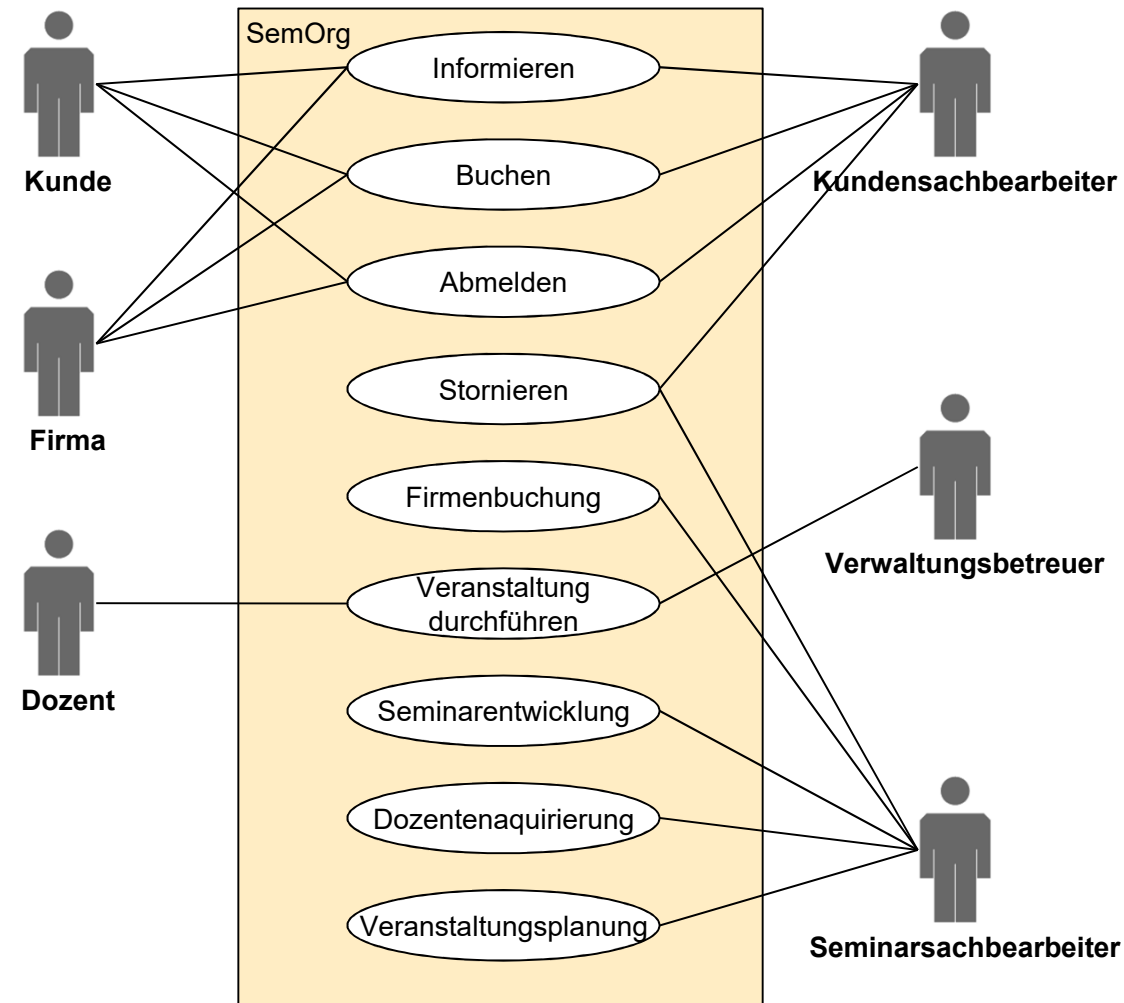 SemOrg
Informieren
Buchen
Kunde
Kundensachbearbeiter
Abmelden
Stornieren
Firma
Firmenbuchung
Verwaltungsbetreuer
Veranstaltung
durchführen
Dozent
Seminarentwicklung
Dozentenaquirierung
Veranstaltungsplanung
Seminarsachbearbeiter